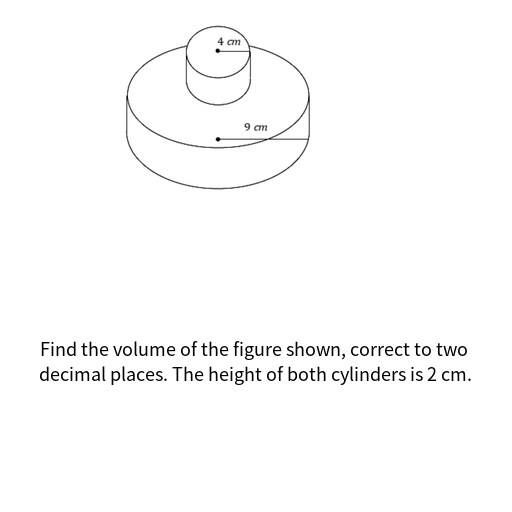 4 cm
9 cm
Find the volume of the figure shown, correct to two
decimal places. The height of both cylinders is 2 cm.